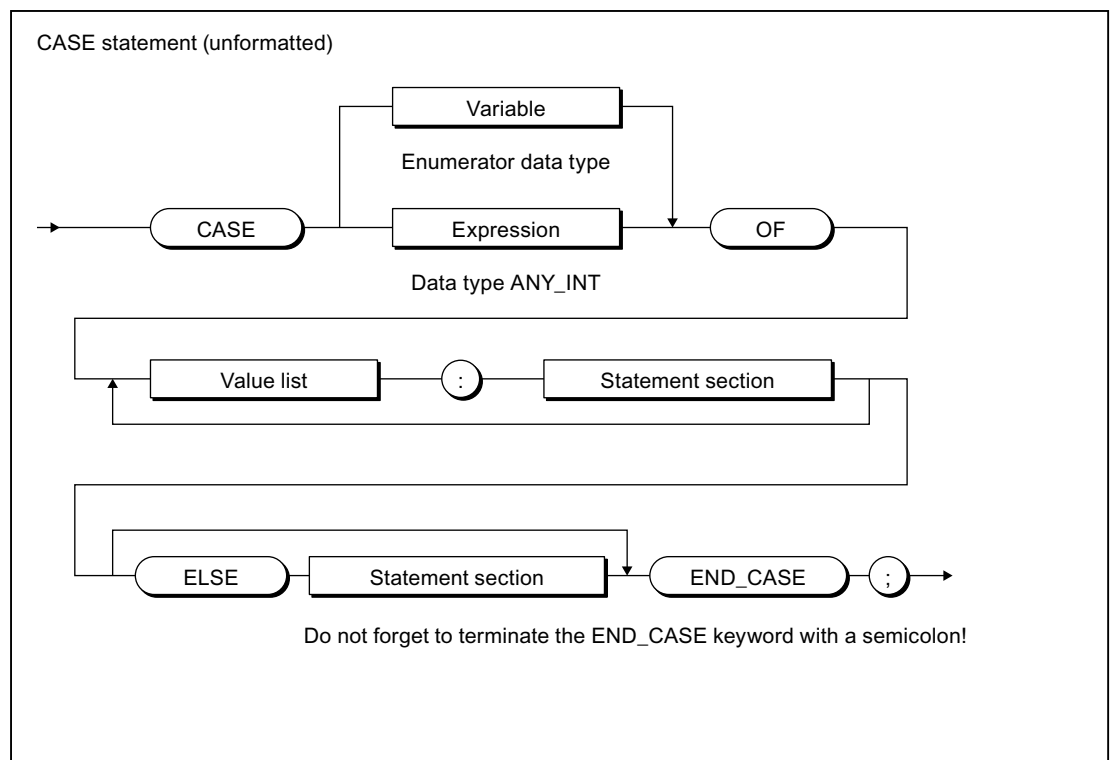 CASE statement (unformatted)
Variable
Enumerator data type
CASE
Expression
OF
Data type ANY_INT
Value list
:
Statement section
ELSE
Statement section
END_CASE
;
Do not forget to terminate the END_CASE keyword with a semicolon!